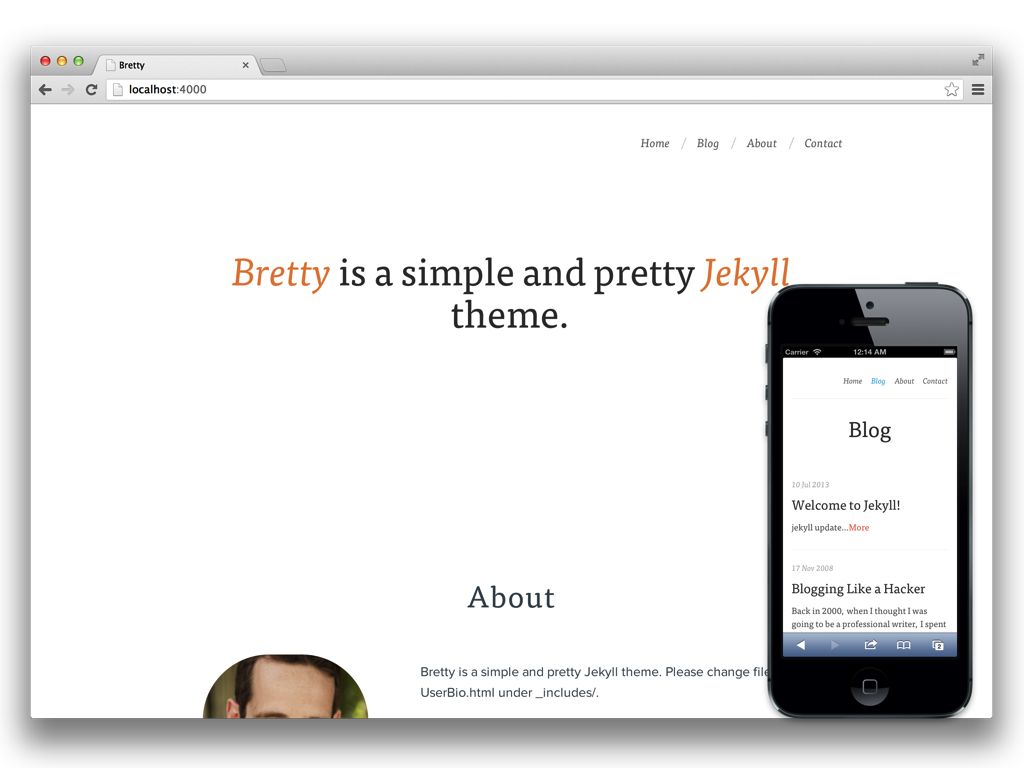 Bretty
localhost:4000
Home / Blog / About / Contact
Bretty is a simple and pretty Jekyll
theme.
About
Bretty is a simple and pretty Jekyll theme. Please change file
UserBio.html under _includes/.
Carrier 12:14 AM
Home Blog About Contact
Blog
10 Jul 2013
Welcome to Jekyll!
jekyll update...More
17 Nov 2008
Blogging Like a Hacker
Back in 2000, when I thought I was
going to be a professional writer, I spent
2